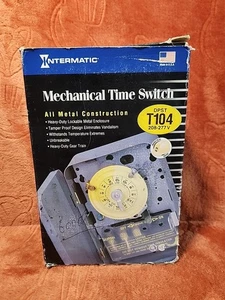 INTERMATIC
Mechanical Time Switch
DPST
T104
208-277 V
All Metal Construction
• Heavy-Duty Lockable Metal Enclosure
• Tamper Proof Design Eliminates Vandalism
• Withstands Temperature Extremes
• Unbreakable
• Heavy-Duty Gear Train